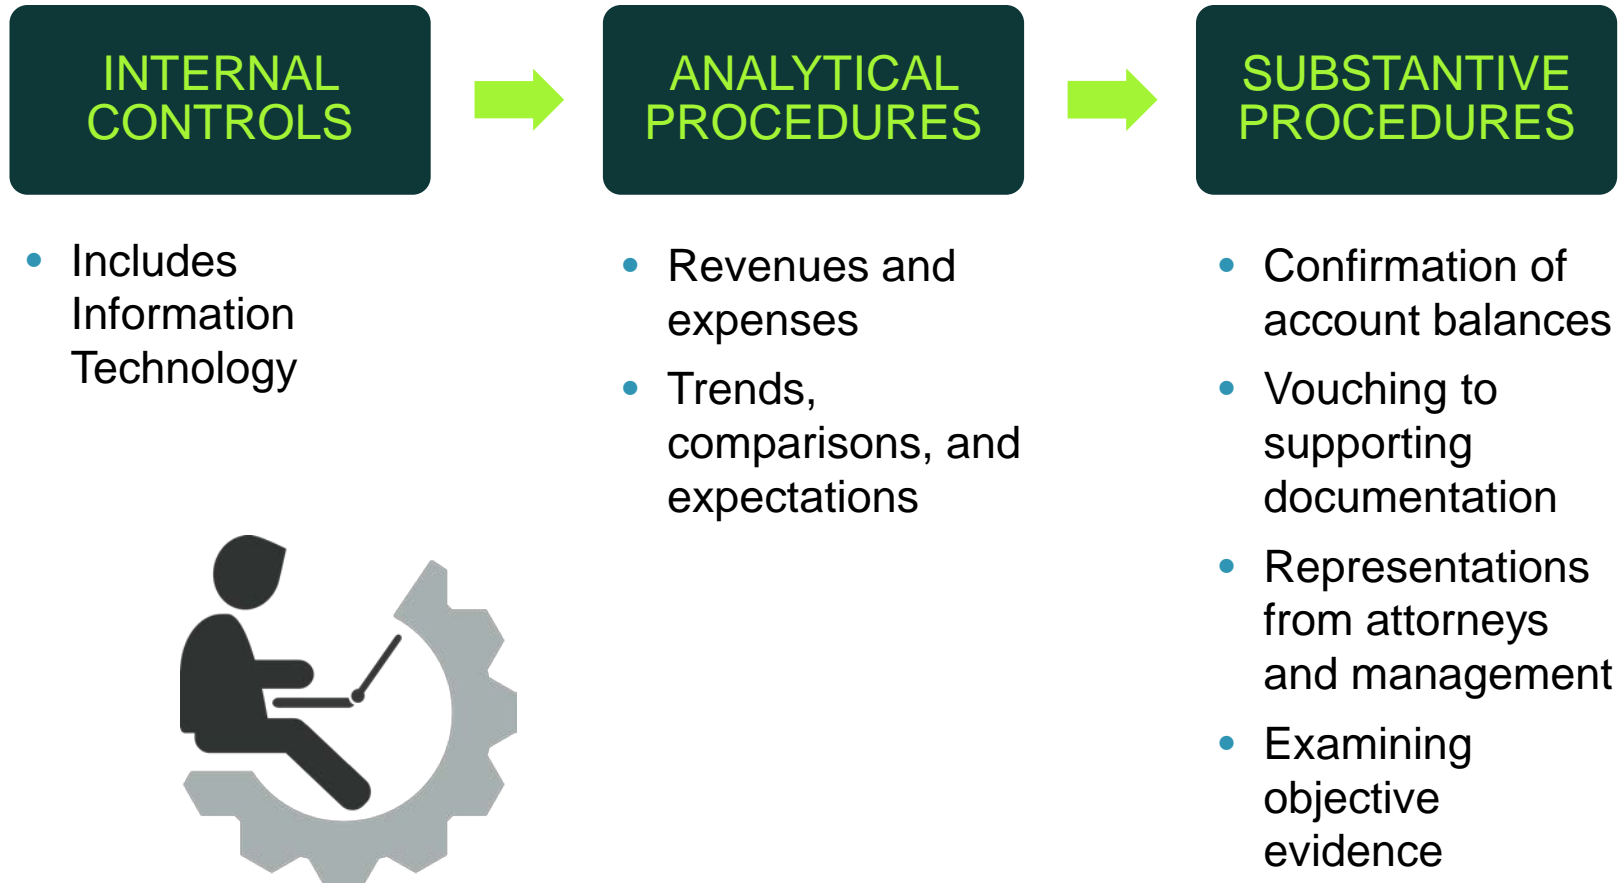 INTERNAL
CONTROLS
• Includes
Information
Technology
ANALYTICAL
PROCEDURES
• Revenues and
expenses
• Trends,
comparisons, and
expectations
SUBSTANTIVE
PROCEDURES
• Confirmation of
account balances
• Vouching to
supporting
documentation
• Representations
from attorneys
and management
• Examining
objective
evidence